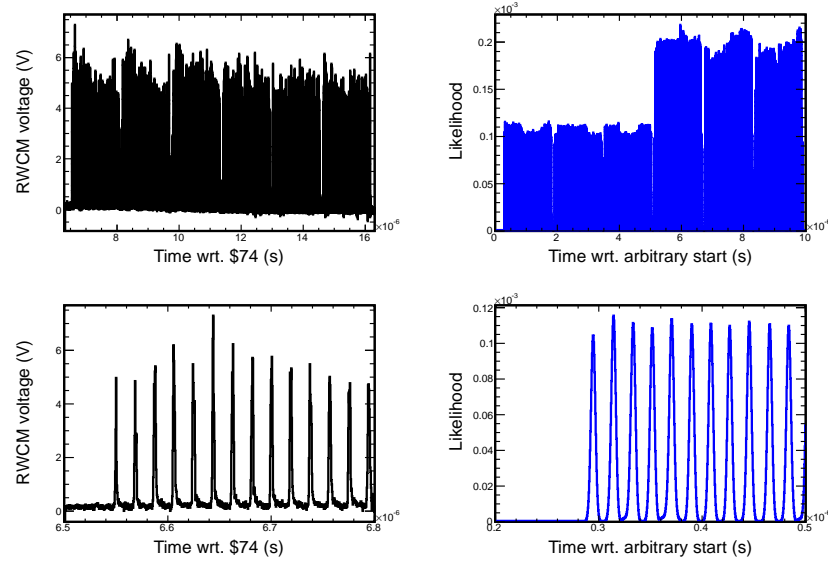 ×10⁻³
RWCM voltage (V)
6
4
2
0
8 10 12 14 16
×10⁻⁶
Time wrt. $74 (s)
Likelihood
0.2
0.15
0.1
0.05
0
0 2 4 6 8 10
×10
Time wrt. arbitrary start (s)
RWCM voltage (V)
6
4
2
0
6.5 6.6 6.7 6.8
×10⁻⁶
Time wrt. $74 (s)
×10⁻³
Likelihood
0.12
0.1
0.08
0.06
0.04
0.02
0
0.2 0.3 0.4 0.5
×10
Time wrt. arbitrary start (s)